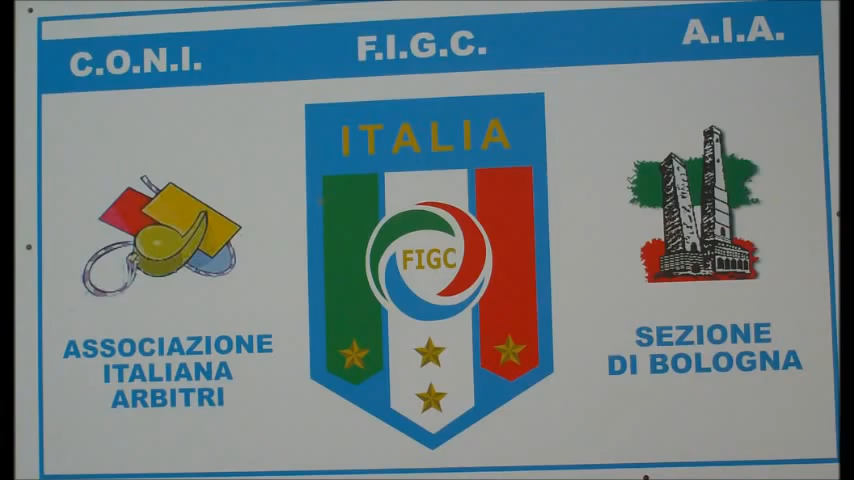 C.O.N.I. F.I.G.C. A.I.A.
ITALIA
FIGC
ASSOCIAZIONE
ITALIANA
ARBITRI
SEZIONE
DI BOLOGNA